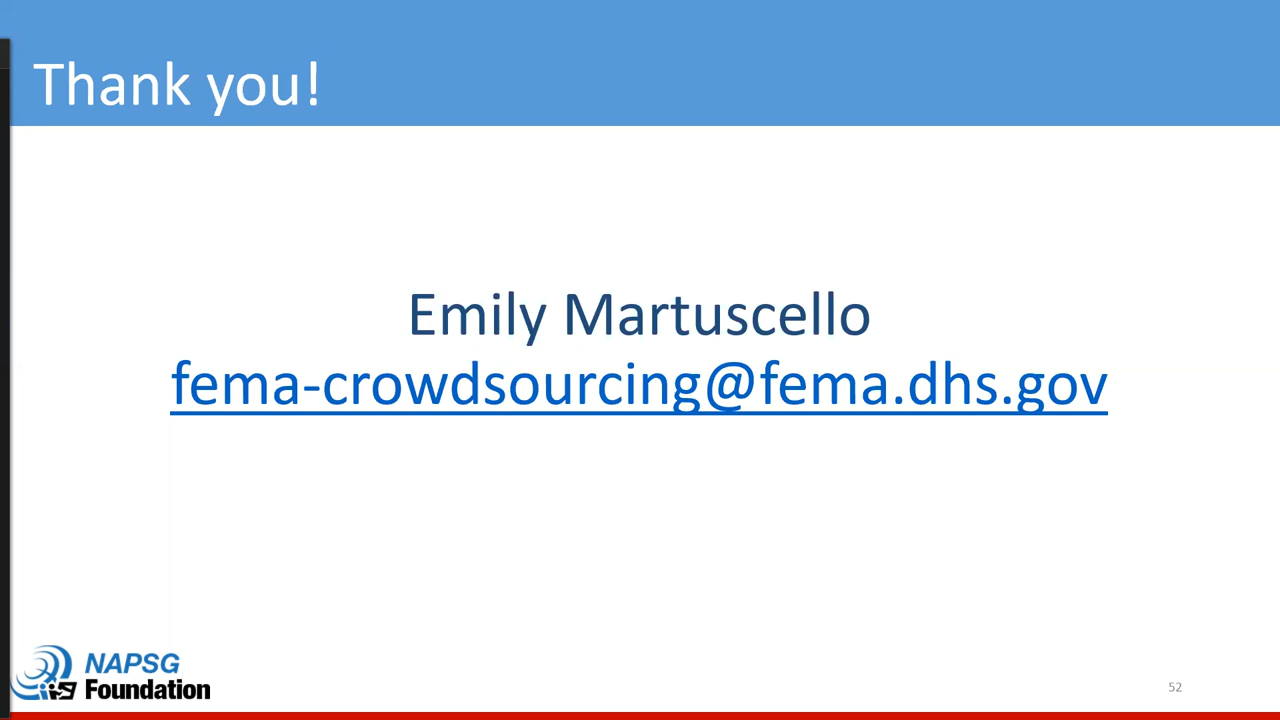 Thank you!
Emily Martuscello
fema-crowdsourcing@fema.dhs.gov
NAPSG
Foundation
52